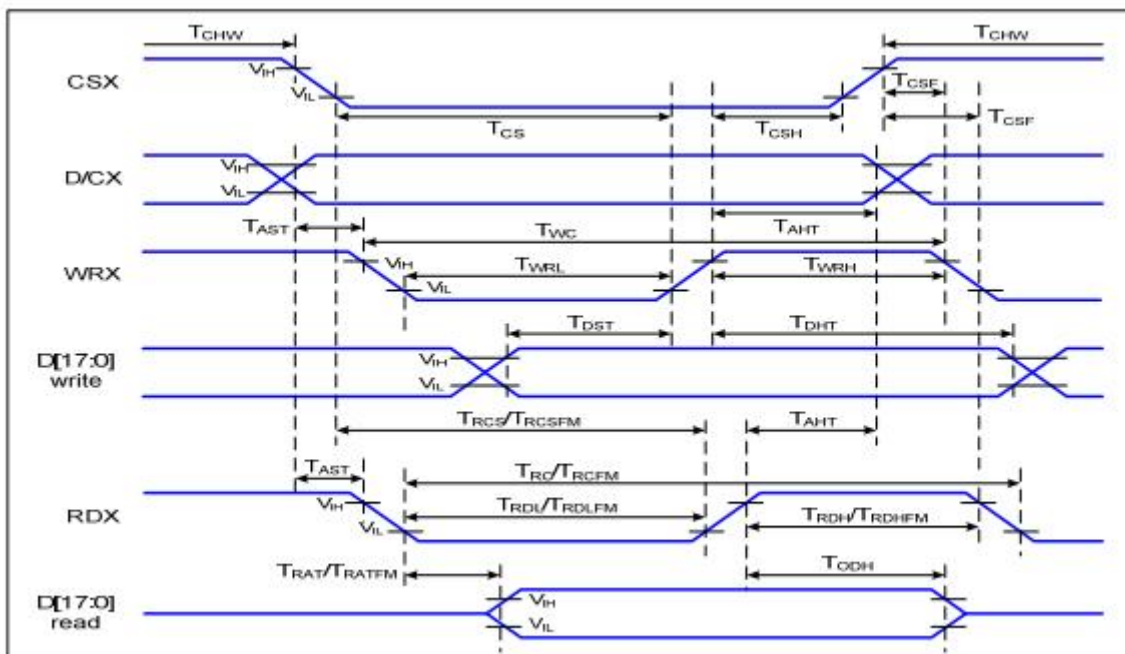 TCHW TCHW
CSX VIH TCSF
VIL TCSF
TCS TCSH
D/CX VIH
VIL
TAST TWC TAHT
WRX VIH TWRL TWRH
VIL
TDST TDHT
D[17:0] VIH
write VIL
TRCS/TRCSFM TAHT
TAST TRC/TRCFM
RDX VIH TRDL/TRDLFM TRDH/TRDHFM
VIL
TRAT/TRATFM TODH
D[17:0] VIH
read VIL